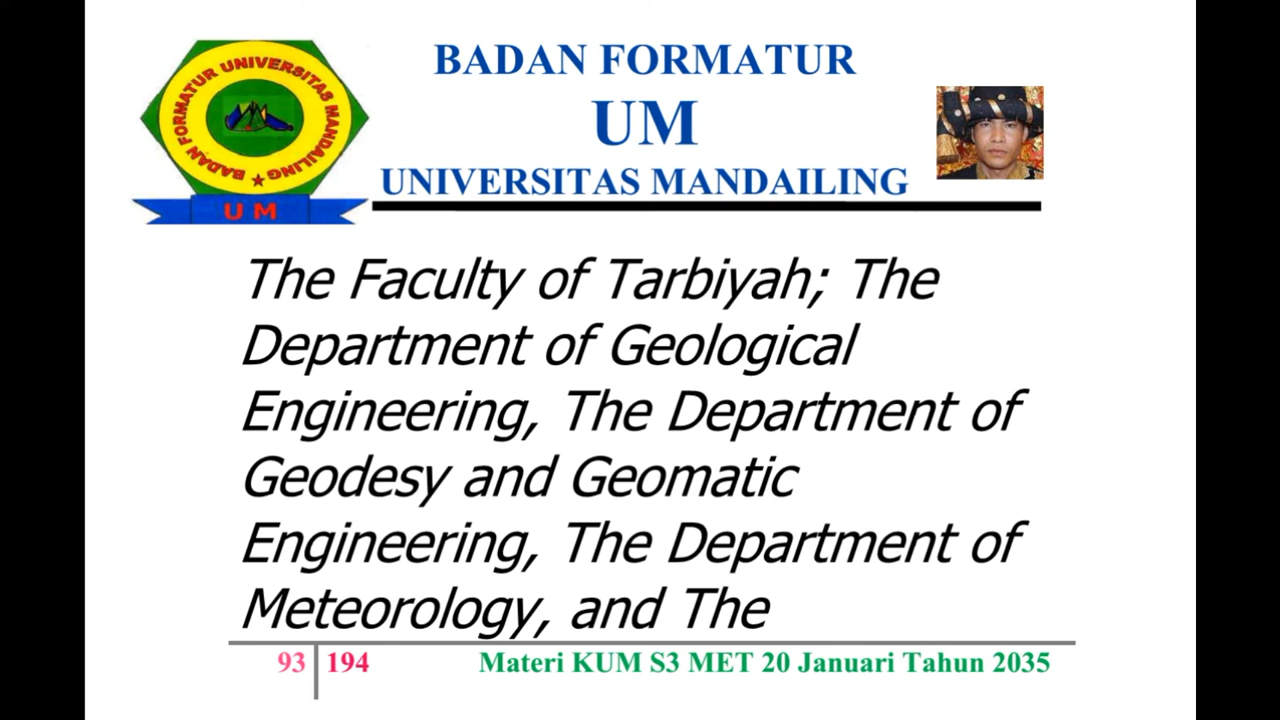 BADAN FORMATUR UNIVERSITAS MANDAILING
U M
BADAN FORMATUR
UM
UNIVERSITAS MANDAILING
The Faculty of Tarbiyah; The
Department of Geological
Engineering, The Department of
Geodesy and Geomatic
Engineering, The Department of
Meteorology, and The
93 194 Materi KUM S3 MET 20 Januari Tahun 2035